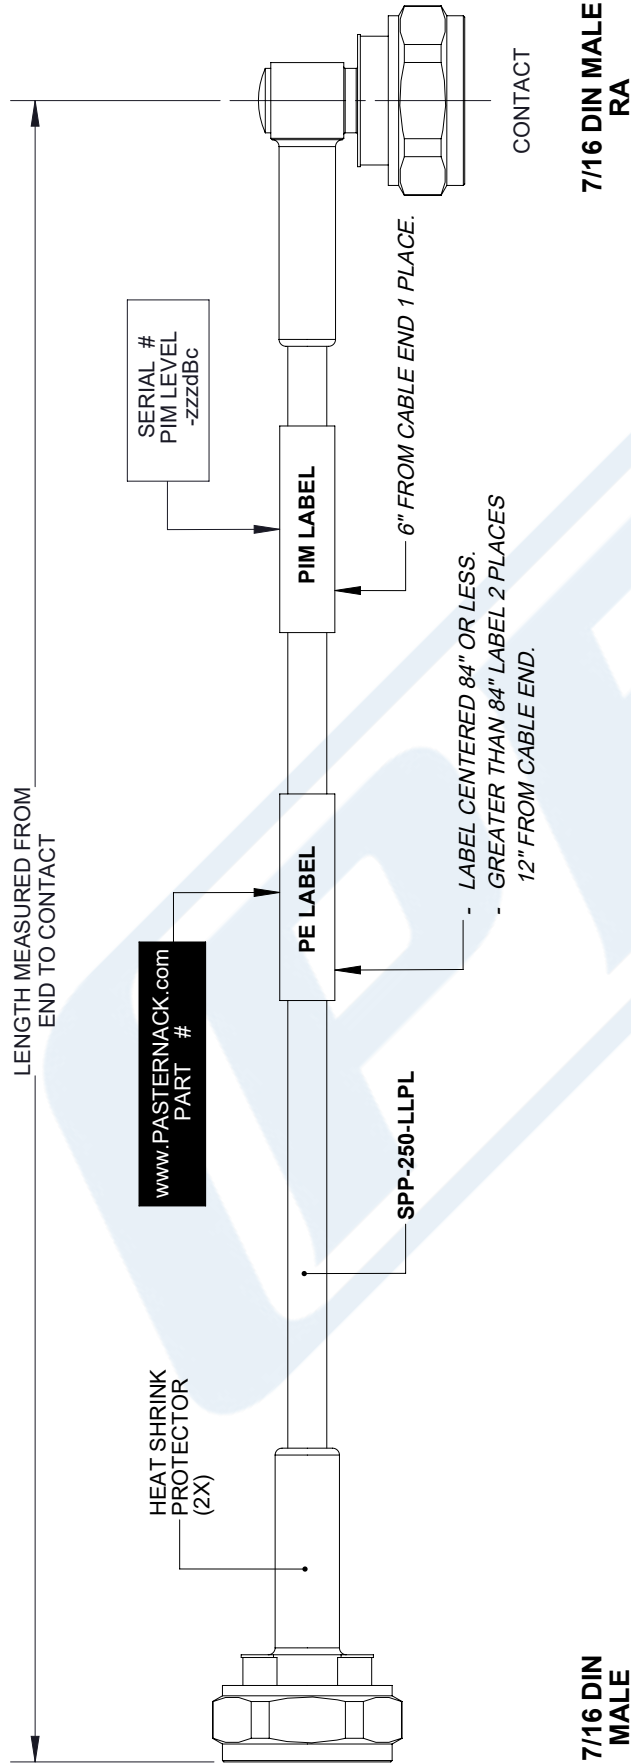 LENGTH MEASURED FROM
END TO CONTACT
SERIAL #
PIM LEVEL
-zzzdBc
www.PASTERNACK.com
PART #
HEAT SHRINK
PROTECTOR
(2X)
PE LABEL
PIM LABEL
SPP-250-LLPL
6" FROM CABLE END 1 PLACE.
- LABEL CENTERED 84" OR LESS.
- GREATER THAN 84" LABEL 2 PLACES
12" FROM CABLE END.
CONTACT
7/16 DIN
MALE
7/16 DIN MALE
RA